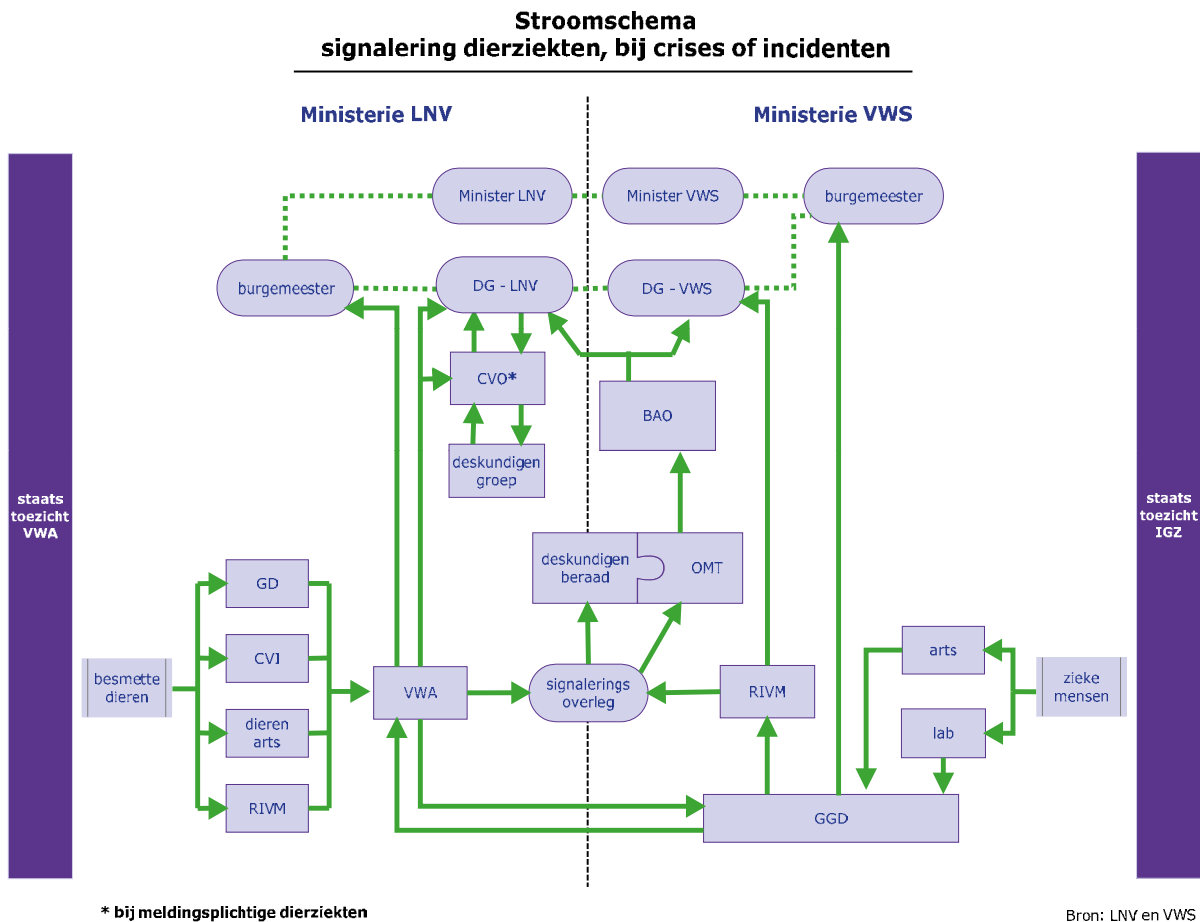 Stroomschema
signalering dierziekten, bij crises of incidenten
Ministerie LNV
Ministerie VWS
Minister LNV
Minister VWS
burgemeester
burgemeester
DG - LNV
DG - VWS
CVO*
BAO
deskundigen
groep
staats
toezicht
VWA
staats
toezicht
IGZ
deskundigen
beraad
OMT
GD
CVI
dieren
arts
RIVM
besmette
dieren
VWA
signalerings
overleg
RIVM
arts
lab
zieke
mensen
GGD
* bij meldingsplichtige dierziekten
Bron: LNV en VWS